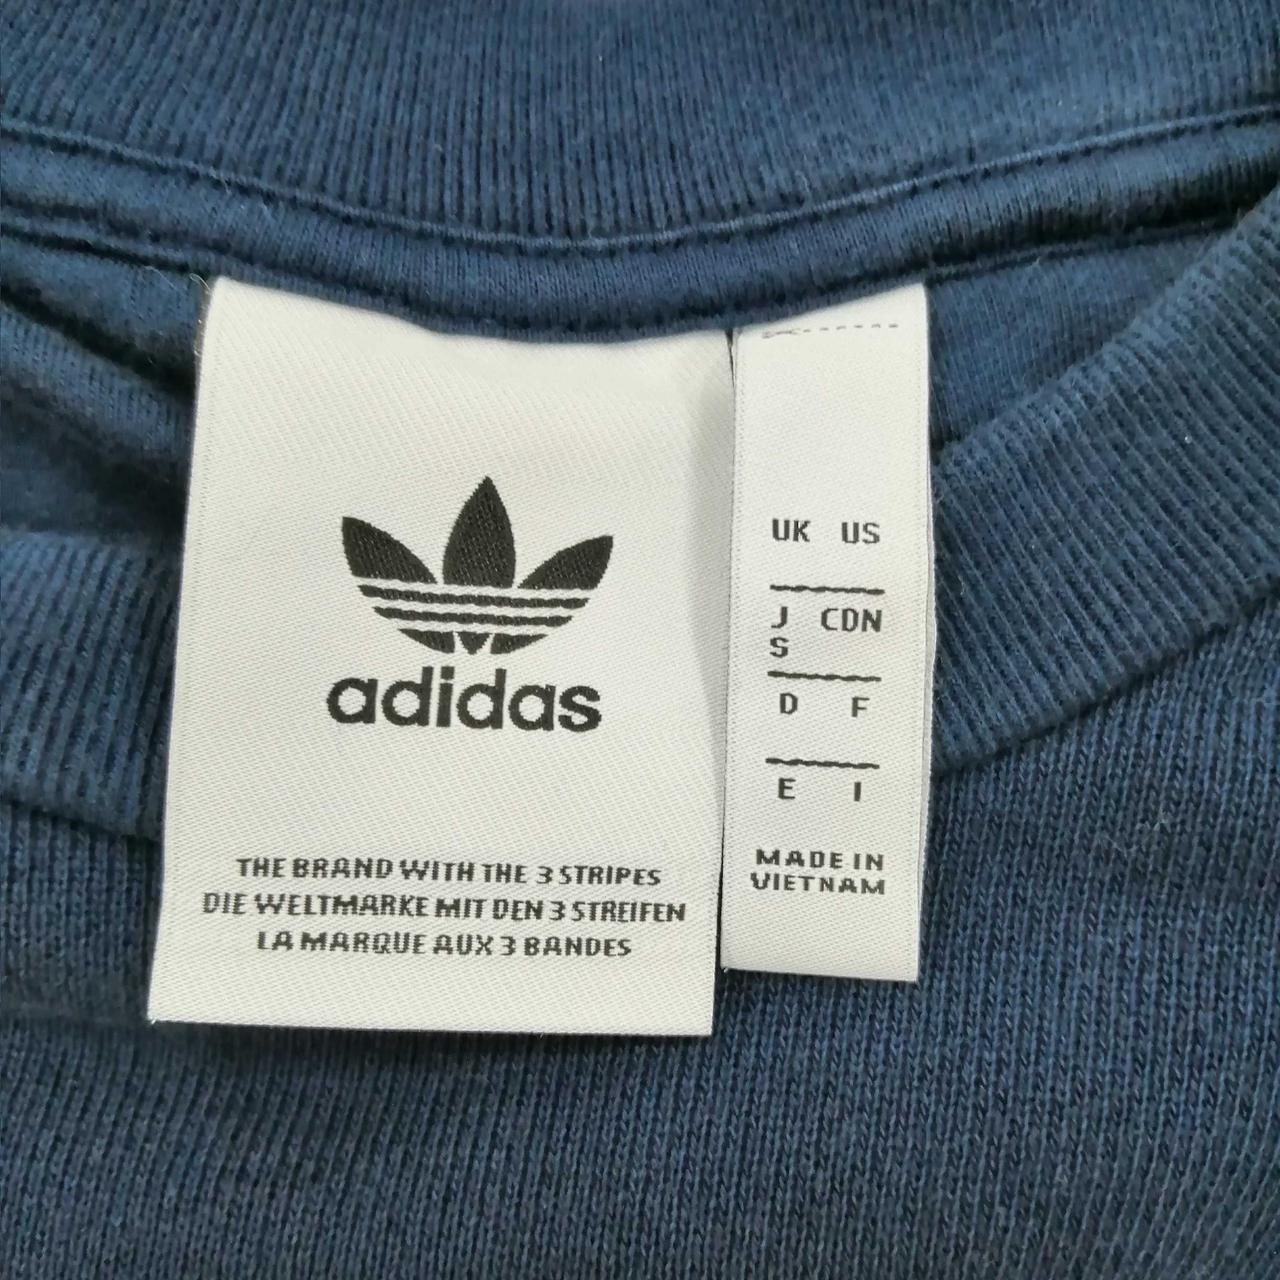 adidas
THE BRAND WITH THE 3 STRIPES
DIE WELTMARKE MIT DEN 3 STREIFEN
LA MARQUE AUX 3 BANDES
UK US
J CDN
S
D F
E I
MADE IN
VIETNAM